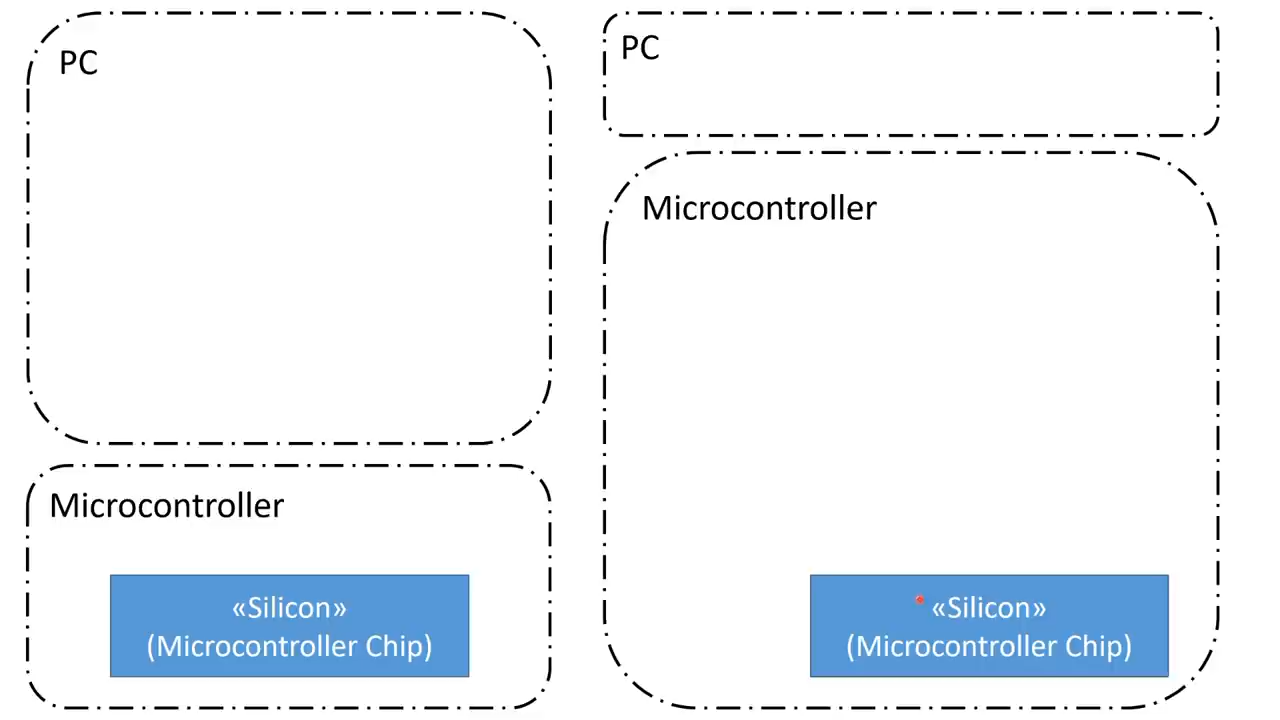 PC
Microcontroller
«Silicon»
(Microcontroller Chip)
PC
Microcontroller
«Silicon»
(Microcontroller Chip)